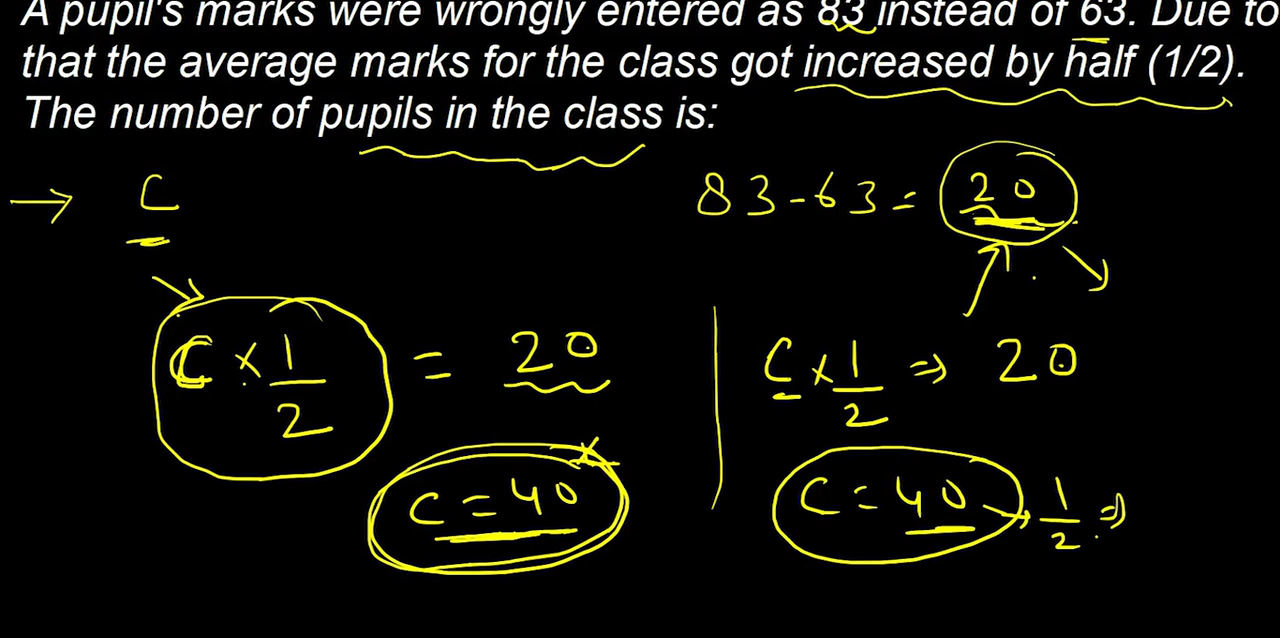 A pupil's marks were wrongly entered as 83 instead of 63. Due to
that the average marks for the class got increased by half (1/2).
The number of pupils in the class is:
→ C
83-63= 20
C × 1/2 = 20
C = 40
C × 1/2 ⇒ 20
C = 40 → 1/2 ⇒